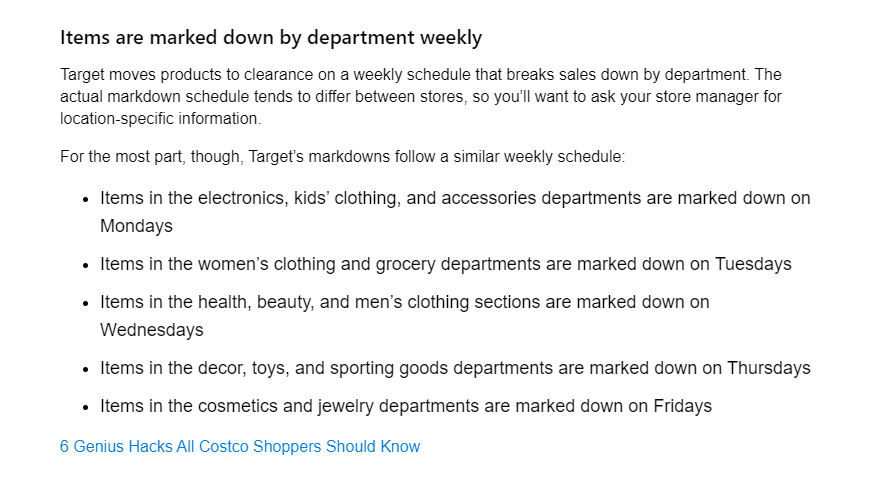 Items are marked down by department weekly
Target moves products to clearance on a weekly schedule that breaks sales down by department. The
actual markdown schedule tends to differ between stores, so you’ll want to ask your store manager for
location-specific information.
For the most part, though, Target’s markdowns follow a similar weekly schedule:
• Items in the electronics, kids’ clothing, and accessories departments are marked down on
Mondays
• Items in the women’s clothing and grocery departments are marked down on Tuesdays
• Items in the health, beauty, and men’s clothing sections are marked down on
Wednesdays
• Items in the decor, toys, and sporting goods departments are marked down on Thursdays
• Items in the cosmetics and jewelry departments are marked down on Fridays
6 Genius Hacks All Costco Shoppers Should Know